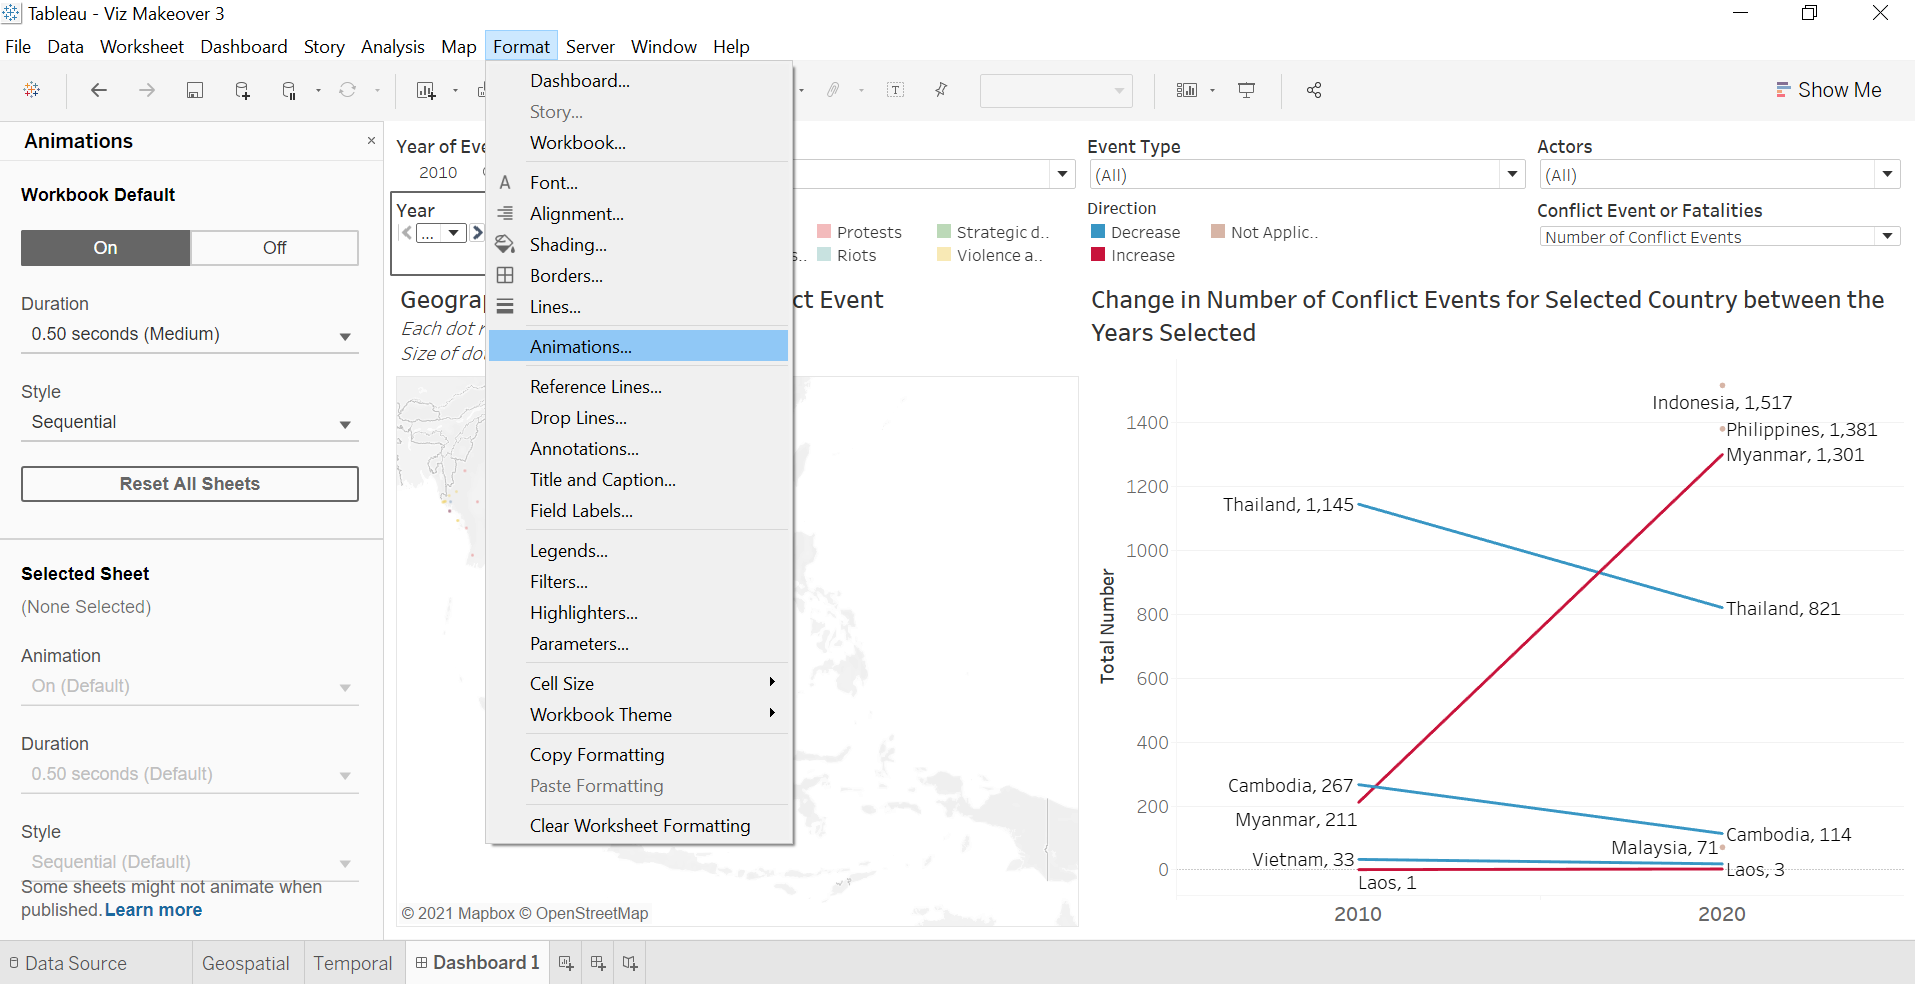 Tableau - Viz Makeover 3
File Data Worksheet Dashboard Story Analysis Map Format Server Window Help
Show Me
Animations
Workbook Default
On Off
Duration
0.50 seconds (Medium)
Style
Sequential
Reset All Sheets
Selected Sheet
(None Selected)
Animation
On (Default)
Duration
0.50 seconds (Default)
Style
Sequential (Default)
Some sheets might not animate when
published. Learn more
Dashboard...
Story...
Workbook...
Font...
Alignment...
Shading...
Borders...
Lines...
Animations...
Reference Lines...
Drop Lines...
Annotations...
Title and Caption...
Field Labels...
Legends...
Filters...
Highlighters...
Parameters...
Cell Size
Workbook Theme
Copy Formatting
Paste Formatting
Clear Worksheet Formatting
Year of Eve
2010
Year
...
Event Type
(All)
Actors
(All)
Protests
Riots
Strategic d..
Violence a..
Direction
Decrease
Increase
Not Applic..
Conflict Event or Fatalities
Number of Conflict Events
Geogra ct Event
Each dot r
Size of do
© 2021 Mapbox © OpenStreetMap
Change in Number of Conflict Events for Selected Country between the
Years Selected
Total Number
1400
1200
1000
800
600
400
200
0
Indonesia, 1,517
Philippines, 1,381
Myanmar, 1,301
Thailand, 1,145
Thailand, 821
Cambodia, 267
Myanmar, 211
Cambodia, 114
Malaysia, 71
Vietnam, 33
Laos, 3
Laos, 1
2010 2020
Data Source Geospatial Temporal Dashboard 1